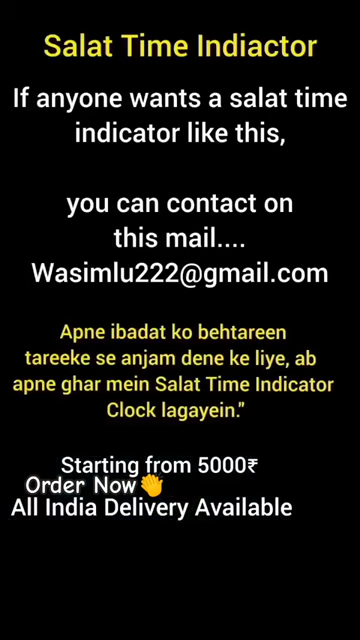 Salat Time Indiactor
If anyone wants a salat time
indicator like this,
you can contact on
this mail....
Wasimlu222@gmail.com
Apne ibadat ko behtareen
tareeke se anjam dene ke liye, ab
apne ghar mein Salat Time Indicator
Clock lagayein."
Starting from 5000₹
Order Now👏
All India Delivery Available